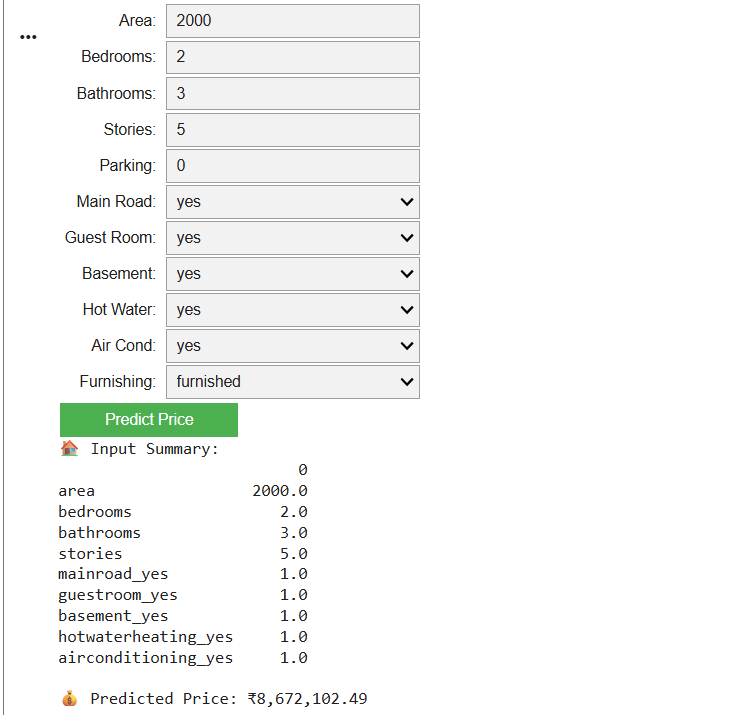 Area: 2000
Bedrooms: 2
Bathrooms: 3
Stories: 5
Parking: 0
Main Road: yes
Guest Room: yes
Basement: yes
Hot Water: yes
Air Cond: yes
Furnishing: furnished
Predict Price
🏠 Input Summary:
0
area 2000.0
bedrooms 2.0
bathrooms 3.0
stories 5.0
mainroad_yes 1.0
guestroom_yes 1.0
basement_yes 1.0
hotwaterheating_yes 1.0
airconditioning_yes 1.0
💰 Predicted Price: ₹8,672,102.49